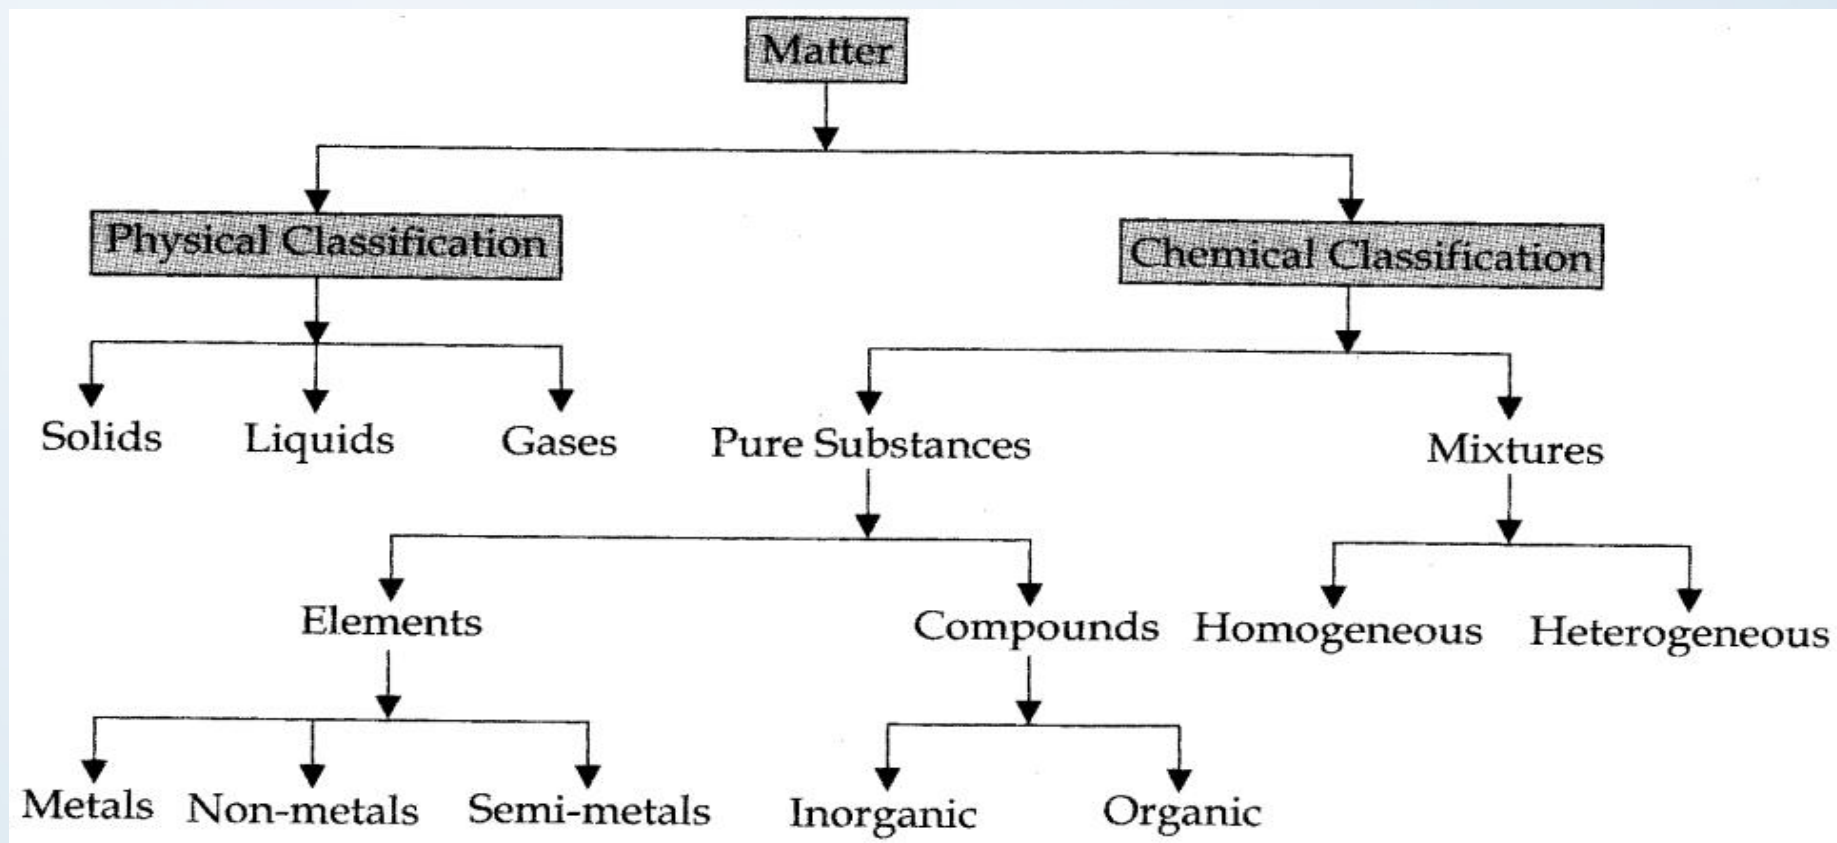 Matter
Physical Classification
Chemical Classification
Solids
Liquids
Gases
Pure Substances
Mixtures
Elements
Compounds
Homogeneous
Heterogeneous
Metals
Non-metals
Semi-metals
Inorganic
Organic